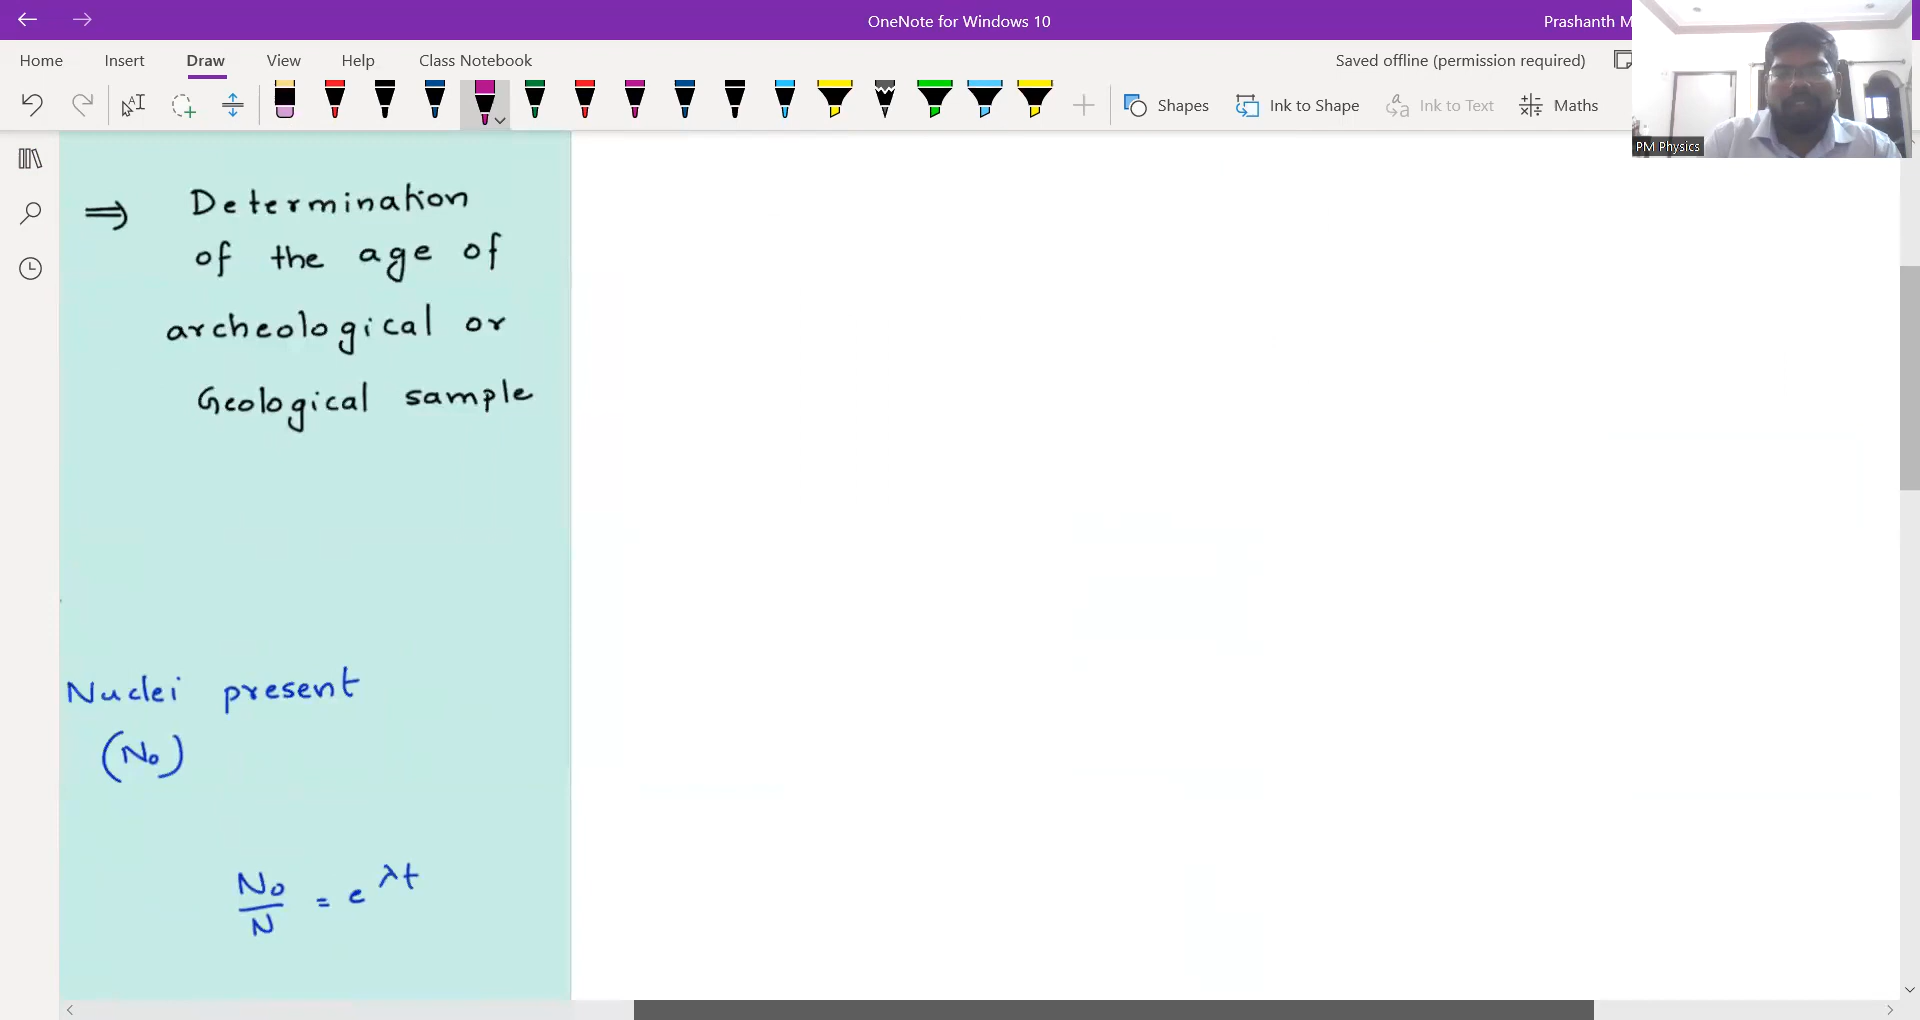 OneNote for Windows 10
Prashanth M
Home Insert Draw View Help Class Notebook
Saved offline (permission required)
Shapes Ink to Shape Ink to Text Maths
PM Physics
⇒ Determination
of the age of
archeological or
Geological sample
Nuclei present
(N₀)
N₀/N = e^λt